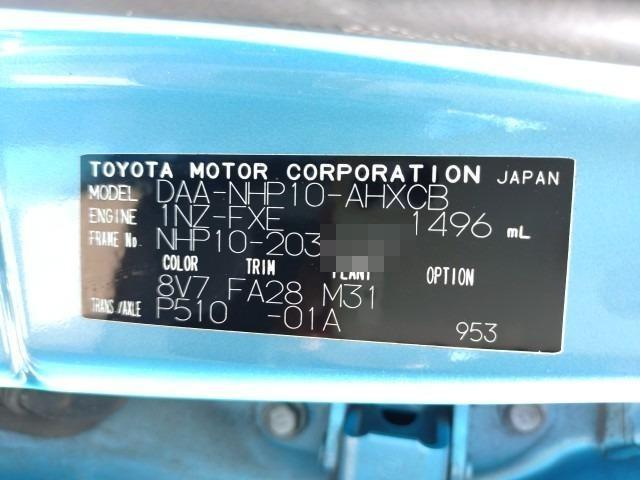 TOYOTA MOTOR CORPORATION JAPAN
MODEL DAA-NHP10-AHXCB
ENGINE 1NZ-FXE 1496 mL
FRAME No. NHP10-203
COLOR TRIM PLANT OPTION
8V7 FA28 M31
TRANS./AXLE P510 -01A 953